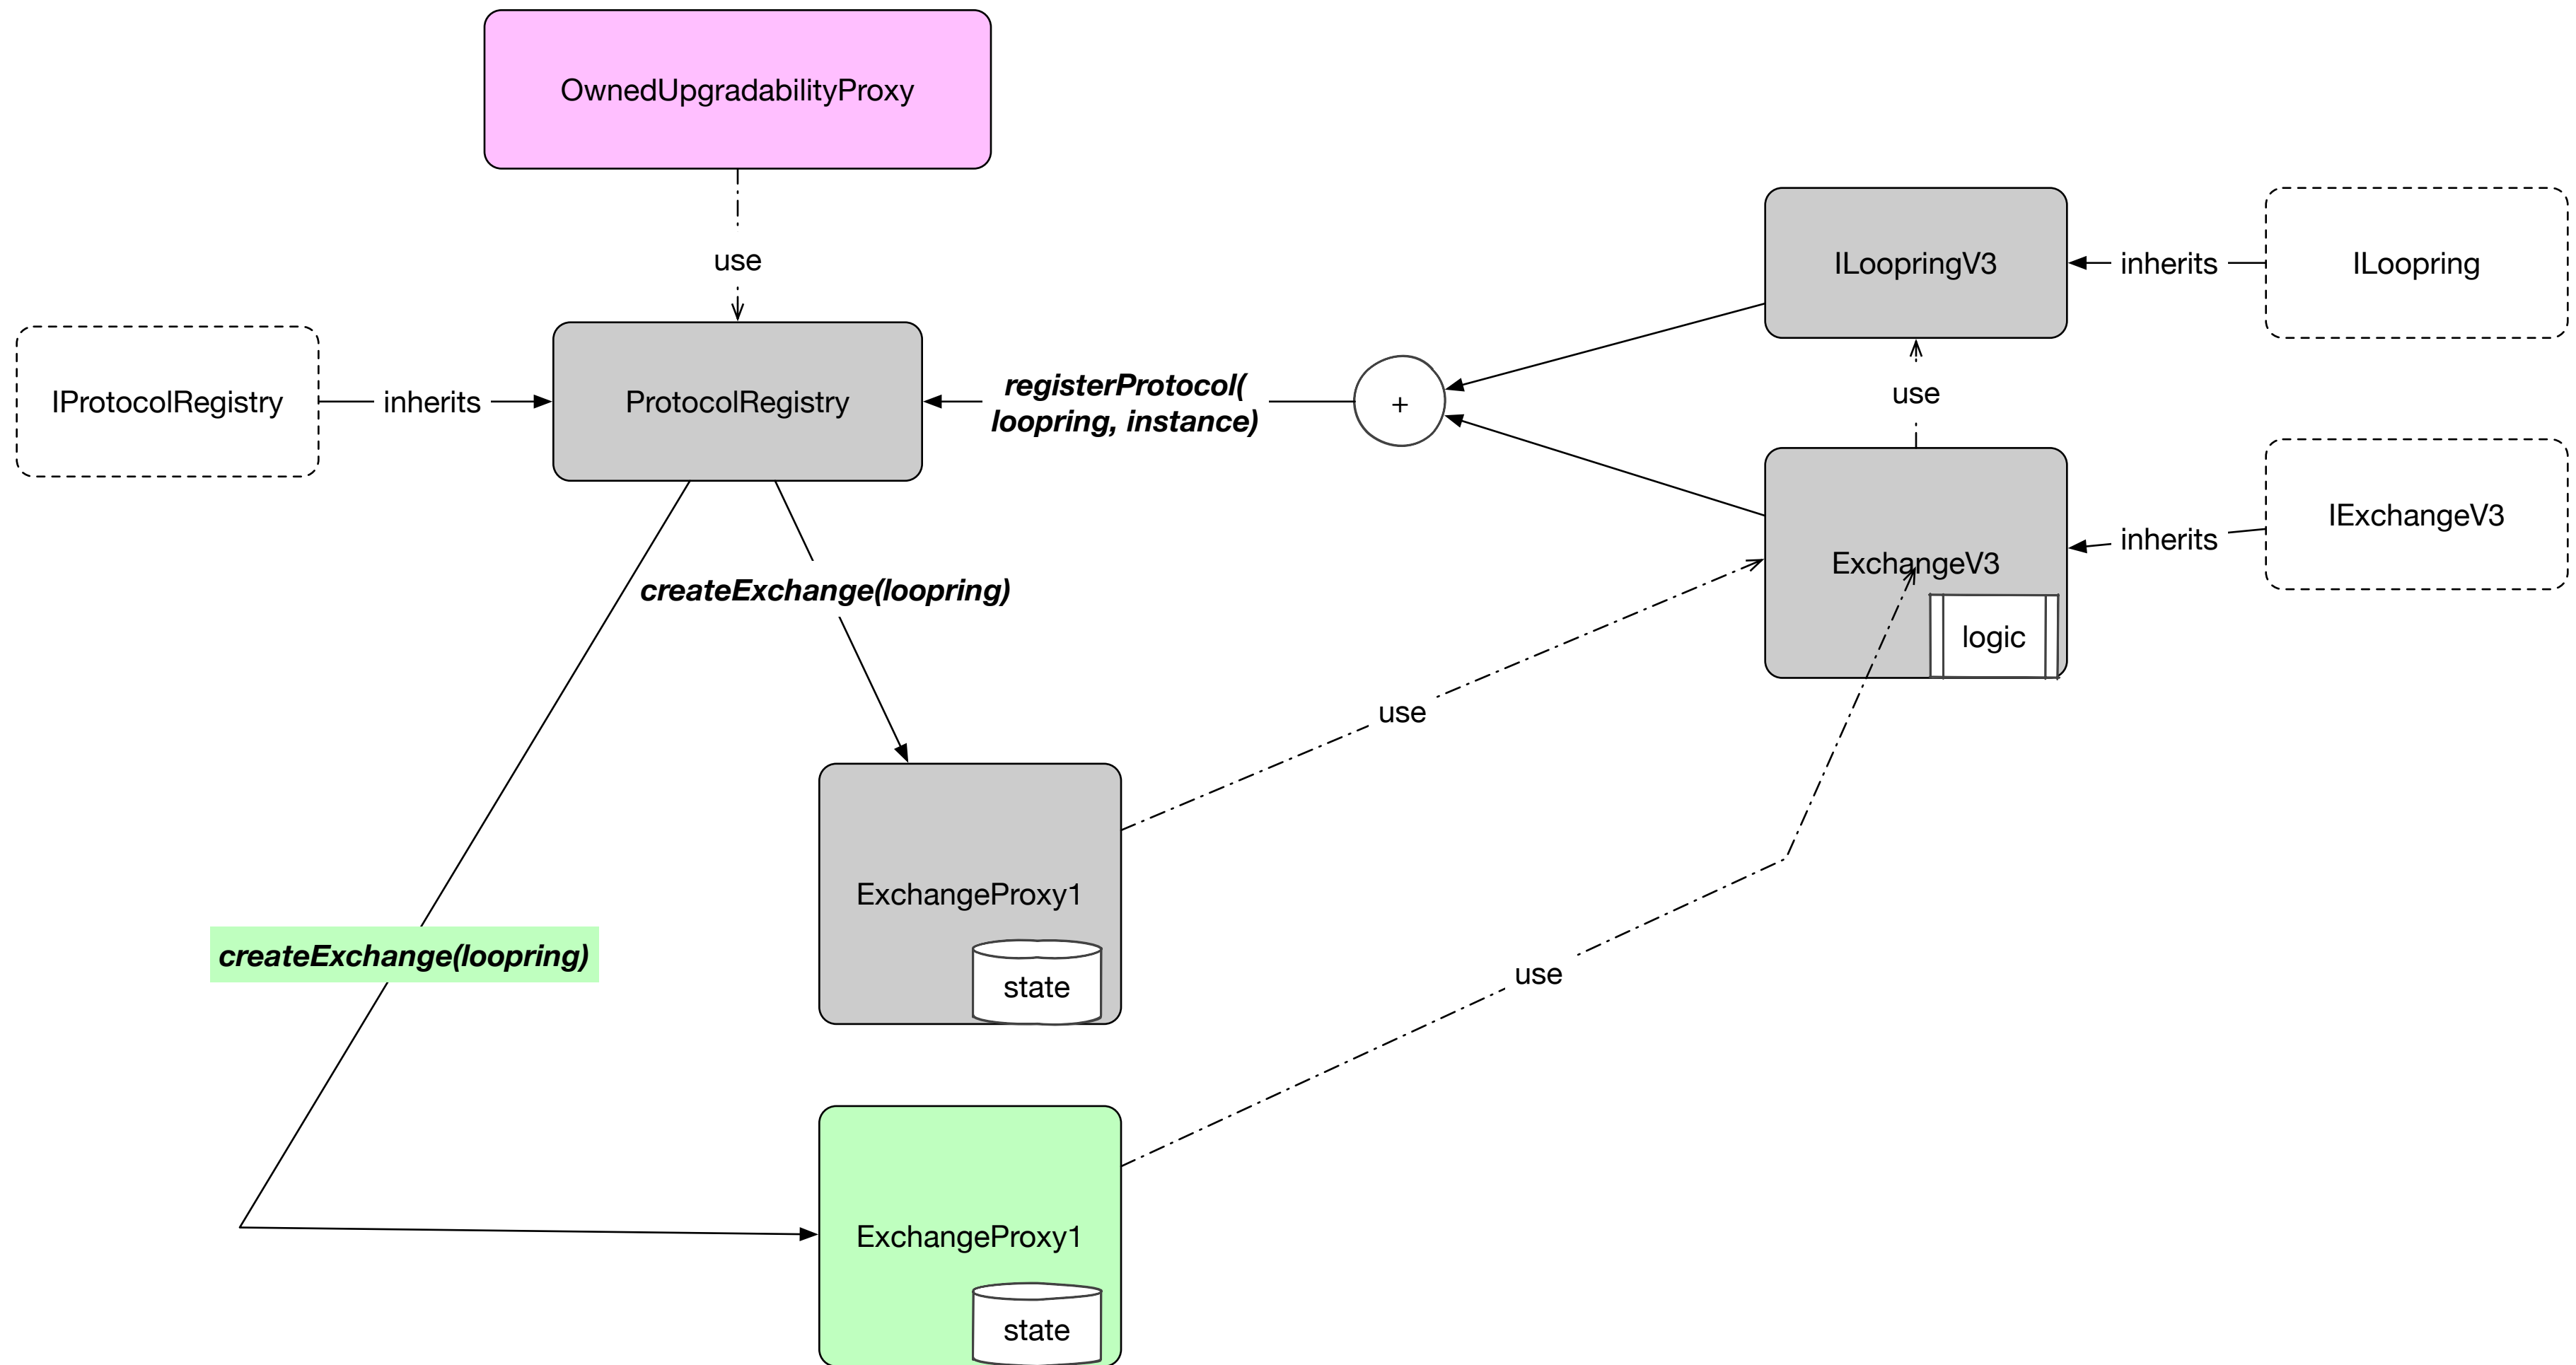 OwnedUpgradabilityProxy
use
ILoopringV3
inherits
ILoopring
IProtocolRegistry
inherits
ProtocolRegistry
registerProtocol(
loopring, instance)
+
use
ExchangeV3
logic
inherits
IExchangeV3
createExchange(loopring)
use
ExchangeProxy1
state
createExchange(loopring)
use
ExchangeProxy1
state